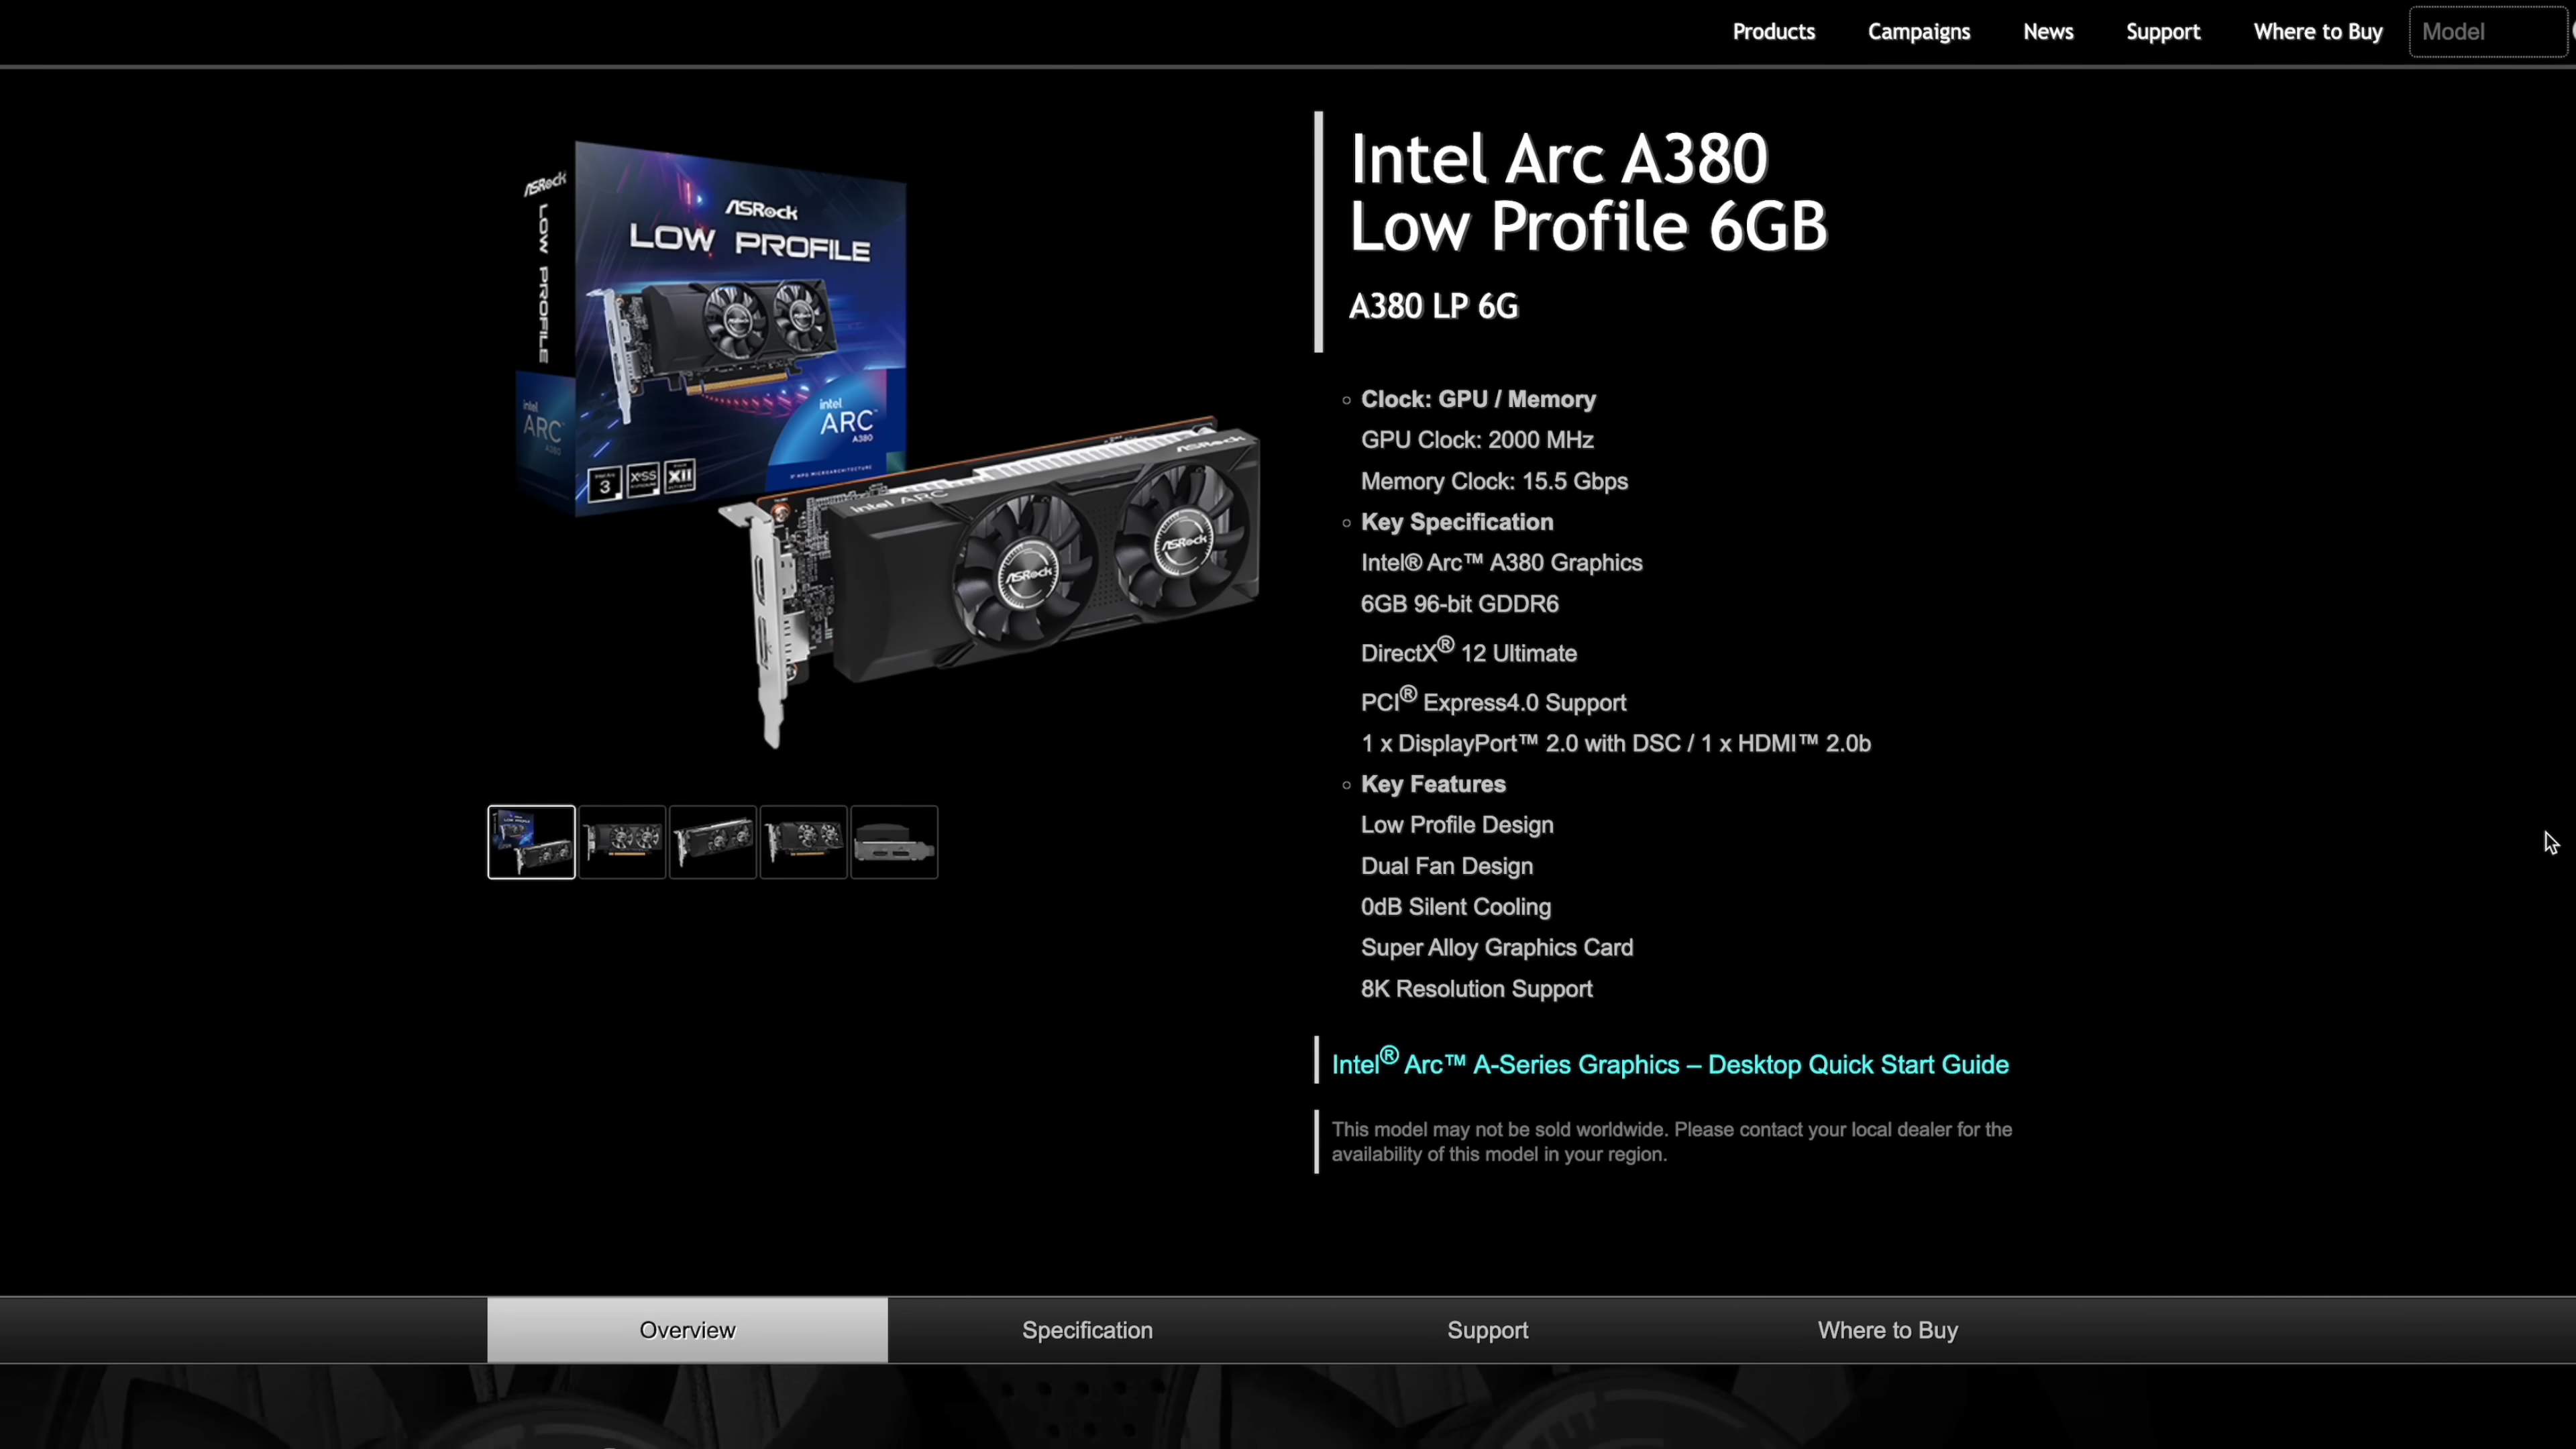 Products
Campaigns
News
Support
Where to Buy
Model
ASRock
LOW PROFILE
ASRock
LOW PROFILE
intel
ARC
A380
intel
ARC™
A380
3
XeSS
XII
intel ARC
ASRock
ASRock
ASRock
Intel Arc A380
Low Profile 6GB
A380 LP 6G
Clock: GPU / Memory
GPU Clock: 2000 MHz
Memory Clock: 15.5 Gbps
Key Specification
Intel® Arc™ A380 Graphics
6GB 96-bit GDDR6
DirectX® 12 Ultimate
PCI® Express4.0 Support
1 x DisplayPort™ 2.0 with DSC / 1 x HDMI™ 2.0b
Key Features
Low Profile Design
Dual Fan Design
0dB Silent Cooling
Super Alloy Graphics Card
8K Resolution Support
Intel® Arc™ A-Series Graphics – Desktop Quick Start Guide
This model may not be sold worldwide. Please contact your local dealer for the
availability of this model in your region.
Overview
Specification
Support
Where to Buy